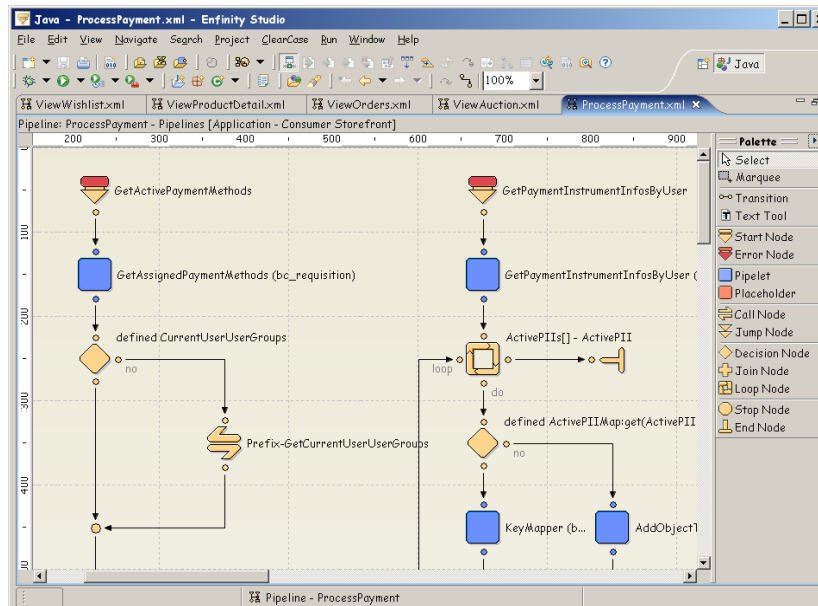 Java - ProcessPayment.xml - Enfinity Studio
File Edit View Navigate Search Project ClearCase Run Window Help
Java
100%
ViewWishlist.xml ViewProductDetail.xml ViewOrders.xml ViewAuction.xml ProcessPayment.xml
Pipeline: ProcessPayment - Pipelines [Application - Consumer Storefront]
200 300 400 500 600 700 800 900
Palette
Select
Marquee
Transition
Text Tool
Start Node
Error Node
Pipelet
Placeholder
Call Node
Jump Node
Decision Node
Join Node
Loop Node
Stop Node
End Node
GetActivePaymentMethods GetPaymentInstrumentInfosByUser
100
GetAssignedPaymentMethods (bc_requisition) GetPaymentInstrumentInfosByUser (
200
defined CurrentUserUserGroups ActivePIIs[] - ActivePII
no loop
do
300
defined ActivePIIMap:get(ActivePII
Prefix-GetCurrentUserUserGroups no
400
KeyMapper (b... AddObjectT
Pipeline - ProcessPayment